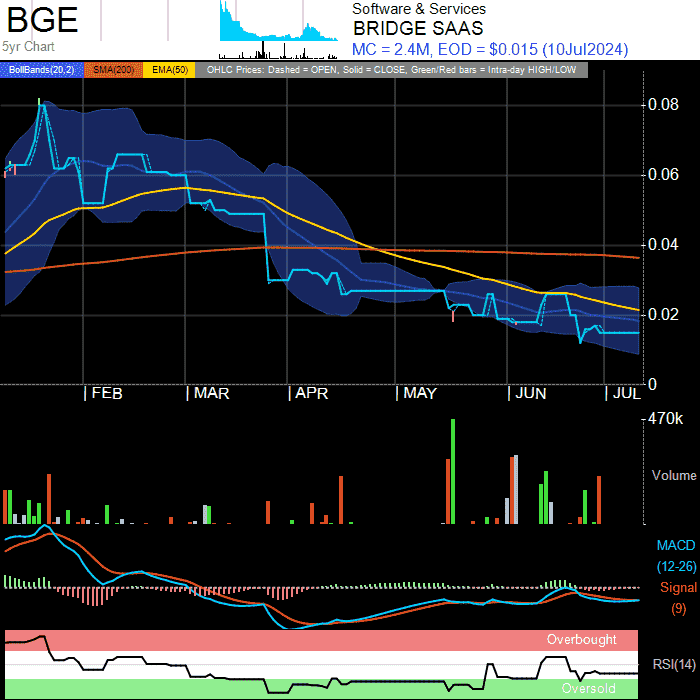 BGE
5yr Chart
Software & Services
BRIDGE SAAS
MC = 2.4M, EOD = $0.015 (10Jul2024)
BollBands(20,2) SMA(200) EMA(50) OHLC Prices: Dashed = OPEN, Solid = CLOSE, Green/Red bars = Intra-day HIGH/LOW
0.08
0.06
0.04
0.02
0
| FEB | MAR | APR | MAY | JUN | JUL
470k
Volume
MACD
(12-26)
Signal
(9)
Overbought
RSI(14)
Oversold